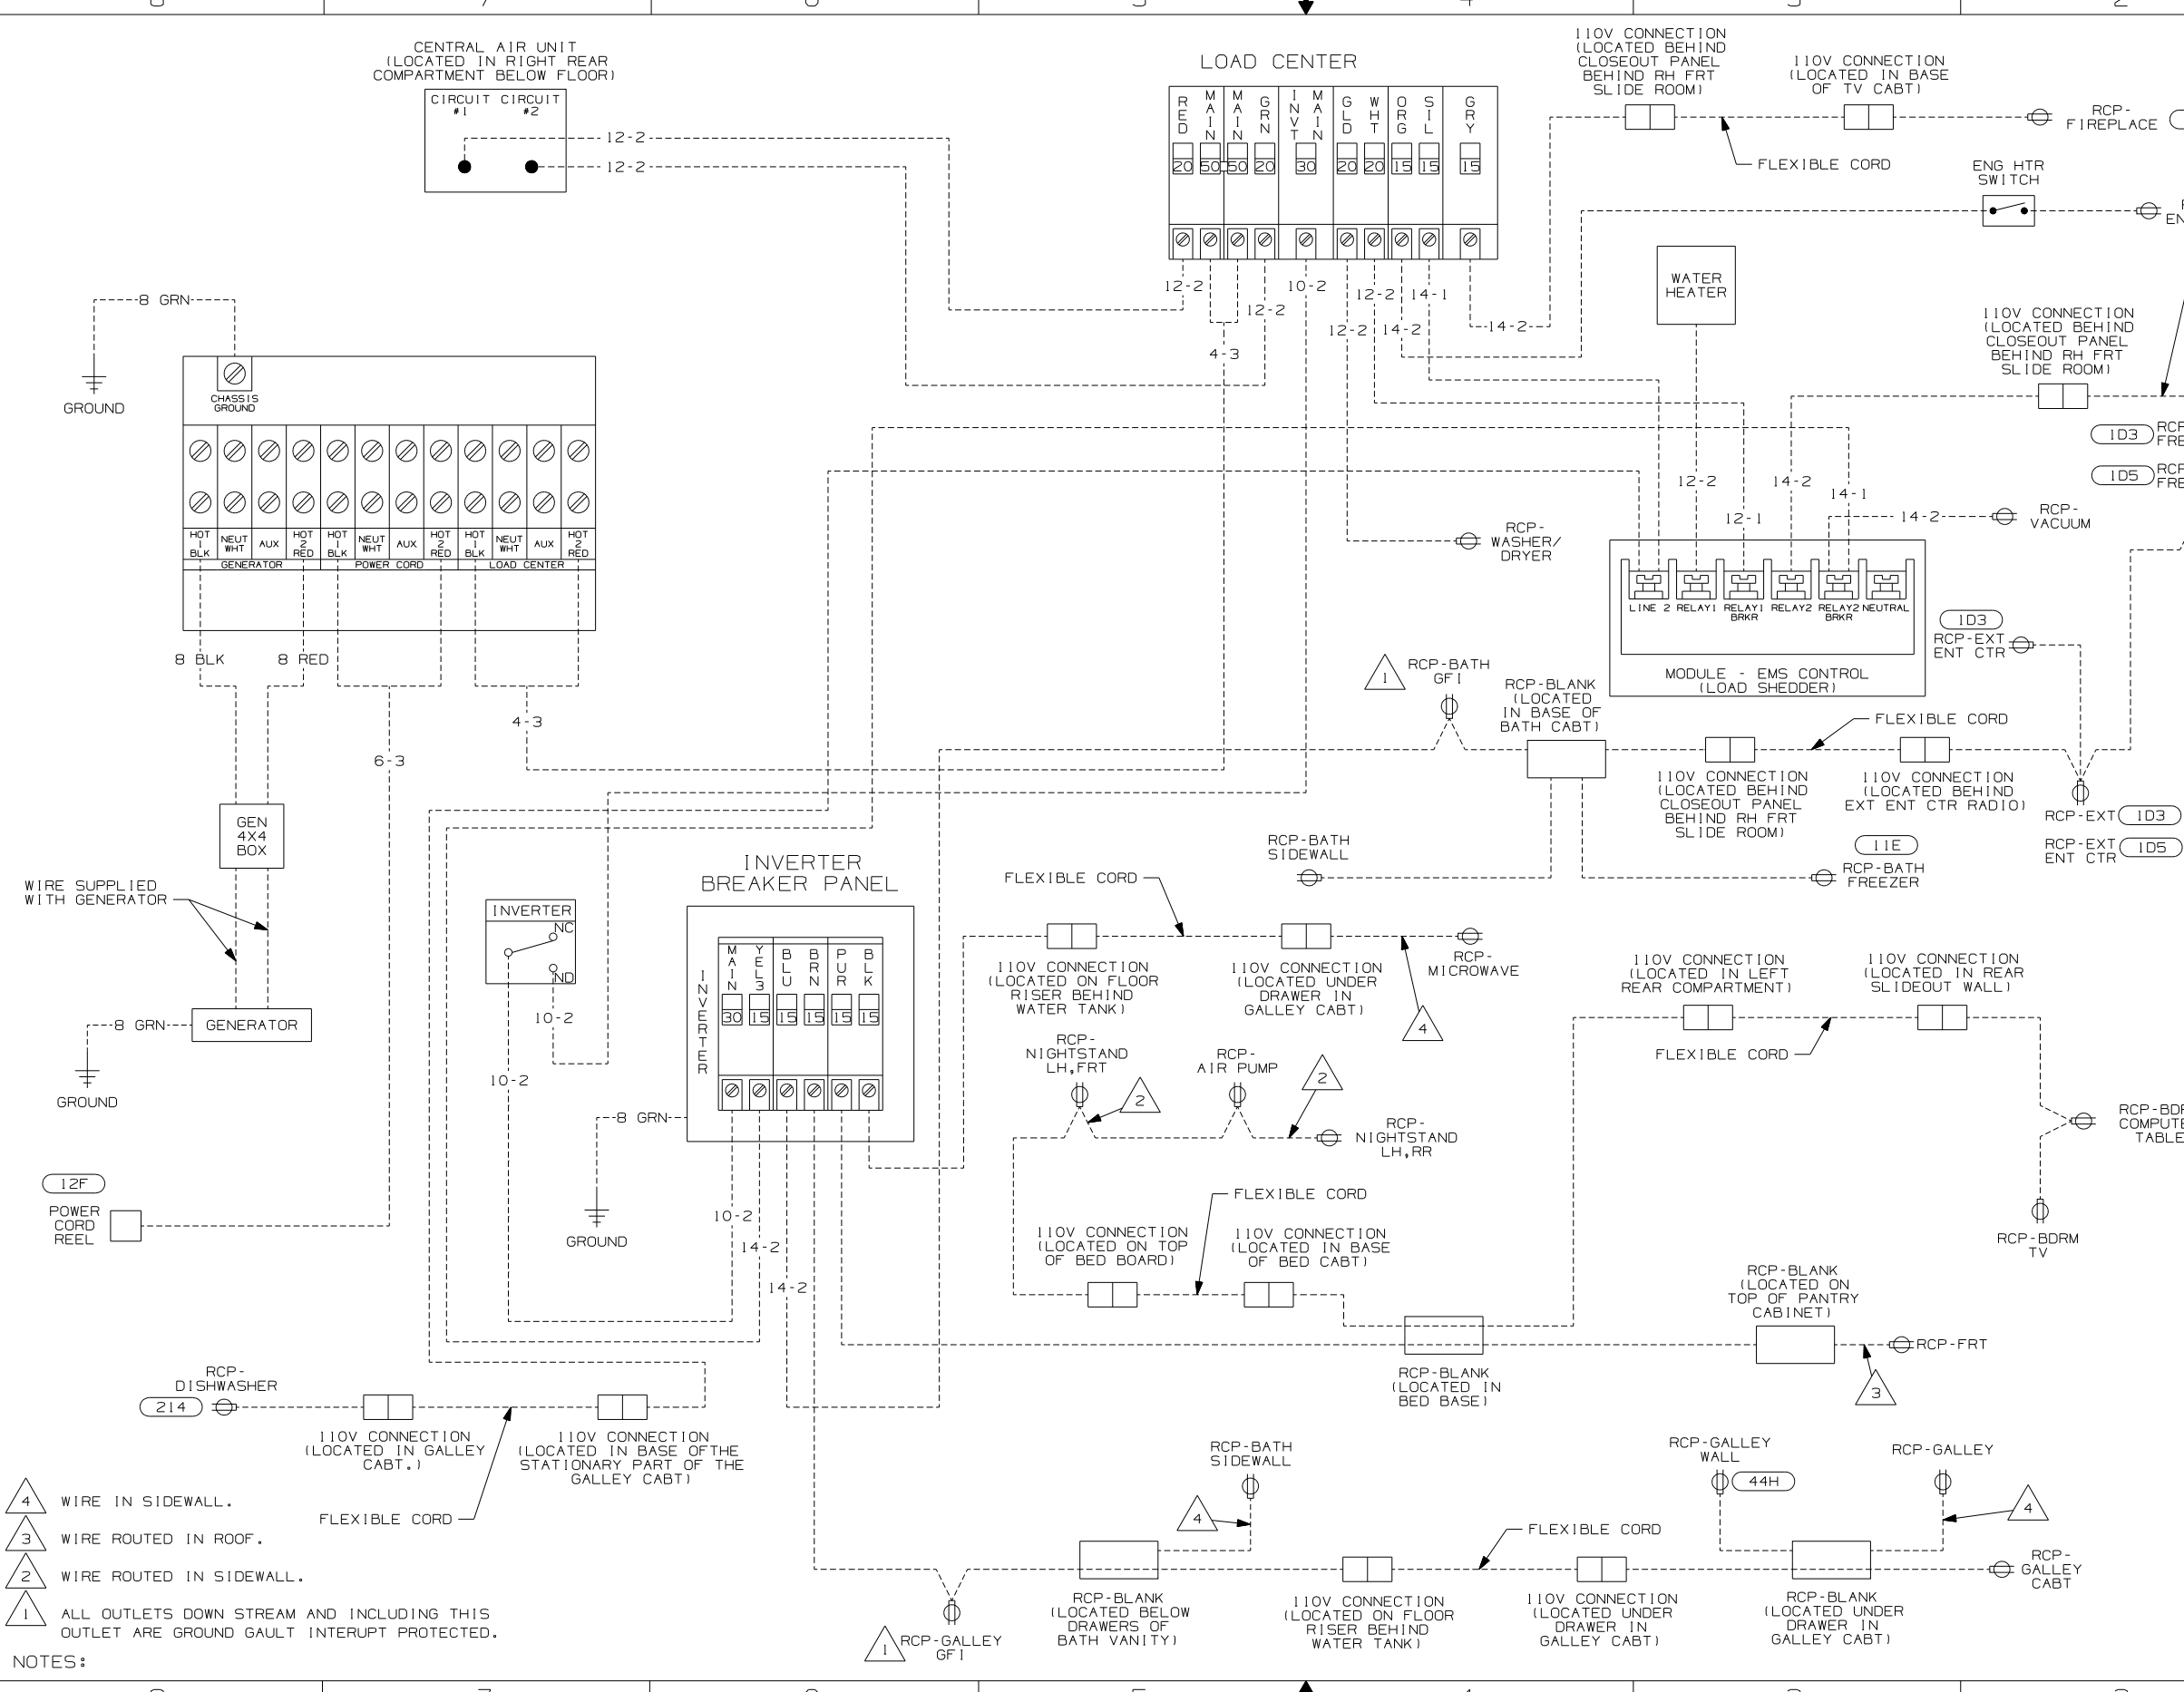 CENTRAL AIR UNIT
(LOCATED IN RIGHT REAR
COMPARTMENT BELOW FLOOR)
CIRCUIT #1
CIRCUIT #2
12-2
12-2
LOAD CENTER
RED
MAIN
MAIN
GRN
INVT
MAIN
GLD
WHT
ORG
SIL
GRY
20
50
50
20
30
20
20
15
15
15
12-2
12-2
10-2
12-2
14-1
12-2
14-2
14-2
4-3
110V CONNECTION
(LOCATED BEHIND
CLOSEOUT PANEL
BEHIND RH FRT
SLIDE ROOM)
110V CONNECTION
(LOCATED IN BASE
OF TV CABT)
RCP-
FIREPLACE
FLEXIBLE CORD
ENG HTR
SWITCH
WATER
HEATER
110V CONNECTION
(LOCATED BEHIND
CLOSEOUT PANEL
BEHIND RH FRT
SLIDE ROOM)
1D3
1D5
12-2
14-2
14-1
12-1
14-2
RCP-
VACUUM
RCP-
WASHER/
DRYER
LINE 2
RELAY1
RELAY1
BRKR
RELAY2
RELAY2
BRKR
NEUTRAL
MODULE - EMS CONTROL
(LOAD SHEDDER)
1D3
RCP-EXT
ENT CTR
8 GRN
GROUND
CHASSIS
GROUND
HOT
1
BLK
NEUT
WHT
AUX
HOT
2
RED
HOT
1
BLK
NEUT
WHT
AUX
HOT
2
RED
HOT
1
BLK
NEUT
WHT
AUX
HOT
2
RED
GENERATOR
POWER CORD
LOAD CENTER
8 BLK
8 RED
4-3
6-3
GEN
4X4
BOX
WIRE SUPPLIED
WITH GENERATOR
GENERATOR
8 GRN
GROUND
12F
POWER
CORD
REEL
1
RCP-BATH
GFI
RCP-BLANK
(LOCATED
IN BASE OF
BATH CABT)
FLEXIBLE CORD
110V CONNECTION
(LOCATED BEHIND
CLOSEOUT PANEL
BEHIND RH FRT
SLIDE ROOM)
110V CONNECTION
(LOCATED BEHIND
EXT ENT CTR RADIO)
RCP-EXT
1D3
RCP-EXT
ENT CTR
1D5
RCP-BATH
SIDEWALL
11E
RCP-BATH
FREEZER
INVERTER
NC
NO
10-2
10-2
INVERTER
BREAKER PANEL
INVERTER
MAIN
YEL3
BLU
BRN
PUR
BLK
30
15
15
15
15
15
8 GRN
GROUND
10-2
14-2
14-2
FLEXIBLE CORD
110V CONNECTION
(LOCATED ON FLOOR
RISER BEHIND
WATER TANK)
110V CONNECTION
(LOCATED UNDER
DRAWER IN
GALLEY CABT)
RCP-
MICROWAVE
4
RCP-
NIGHTSTAND
LH,FRT
2
RCP-
AIR PUMP
2
RCP-
NIGHTSTAND
LH,RR
FLEXIBLE CORD
110V CONNECTION
(LOCATED ON TOP
OF BED BOARD)
110V CONNECTION
(LOCATED IN BASE
OF BED CABT)
110V CONNECTION
(LOCATED IN LEFT
REAR COMPARTMENT)
110V CONNECTION
(LOCATED IN REAR
SLIDEOUT WALL)
FLEXIBLE CORD
RCP-BDRM
TV
RCP-BLANK
(LOCATED IN
BED BASE)
RCP-BLANK
(LOCATED ON
TOP OF PANTRY
CABINET)
RCP-FRT
3
RCP-
DISHWASHER
214
110V CONNECTION
(LOCATED IN GALLEY
CABT.)
110V CONNECTION
(LOCATED IN BASE OFTHE
STATIONARY PART OF THE
GALLEY CABT)
FLEXIBLE CORD
RCP-BATH
SIDEWALL
4
RCP-BLANK
(LOCATED BELOW
DRAWERS OF
BATH VANITY)
1
RCP-GALLEY
GFI
110V CONNECTION
(LOCATED ON FLOOR
RISER BEHIND
WATER TANK)
FLEXIBLE CORD
110V CONNECTION
(LOCATED UNDER
DRAWER IN
GALLEY CABT)
RCP-GALLEY
WALL
44H
RCP-GALLEY
4
RCP-BLANK
(LOCATED UNDER
DRAWER IN
GALLEY CABT)
RCP-
GALLEY
CABT
4 WIRE IN SIDEWALL.
3 WIRE ROUTED IN ROOF.
2 WIRE ROUTED IN SIDEWALL.
1 ALL OUTLETS DOWN STREAM AND INCLUDING THIS
OUTLET ARE GROUND GAULT INTERUPT PROTECTED.
NOTES: